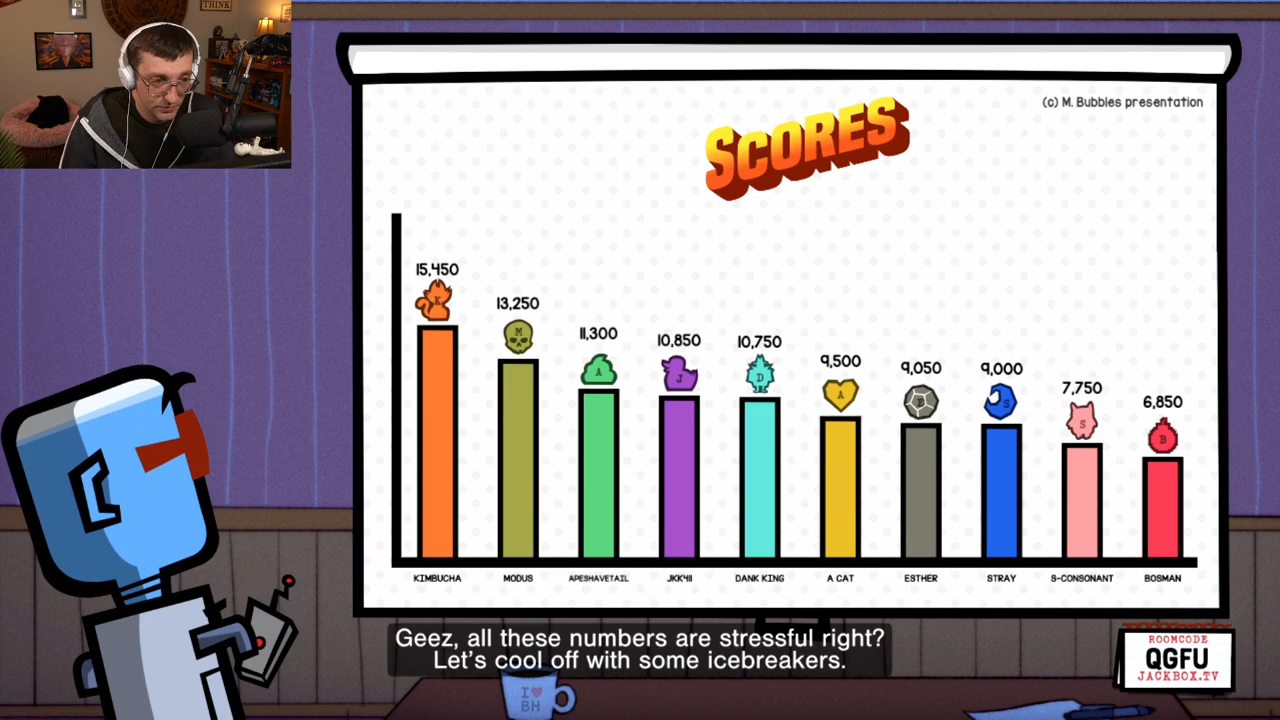 THINK
(c) M. Bubbles presentation
SCORES
15,450
13,250
11,300
10,850
10,750
9,500
9,050
9,000
7,750
6,850
K
M
A
J
D
A
E
S
S
B
KIMBUCHA
MODUS
APESHAVETAIL
JKK411
DANK KING
A CAT
ESTHER
STRAY
S-CONSONANT
BOSMAN
Geez, all these numbers are stressful right?
Let's cool off with some icebreakers.
ROOMCODE
QGFU
JACKBOX.TV
I ❤
BH